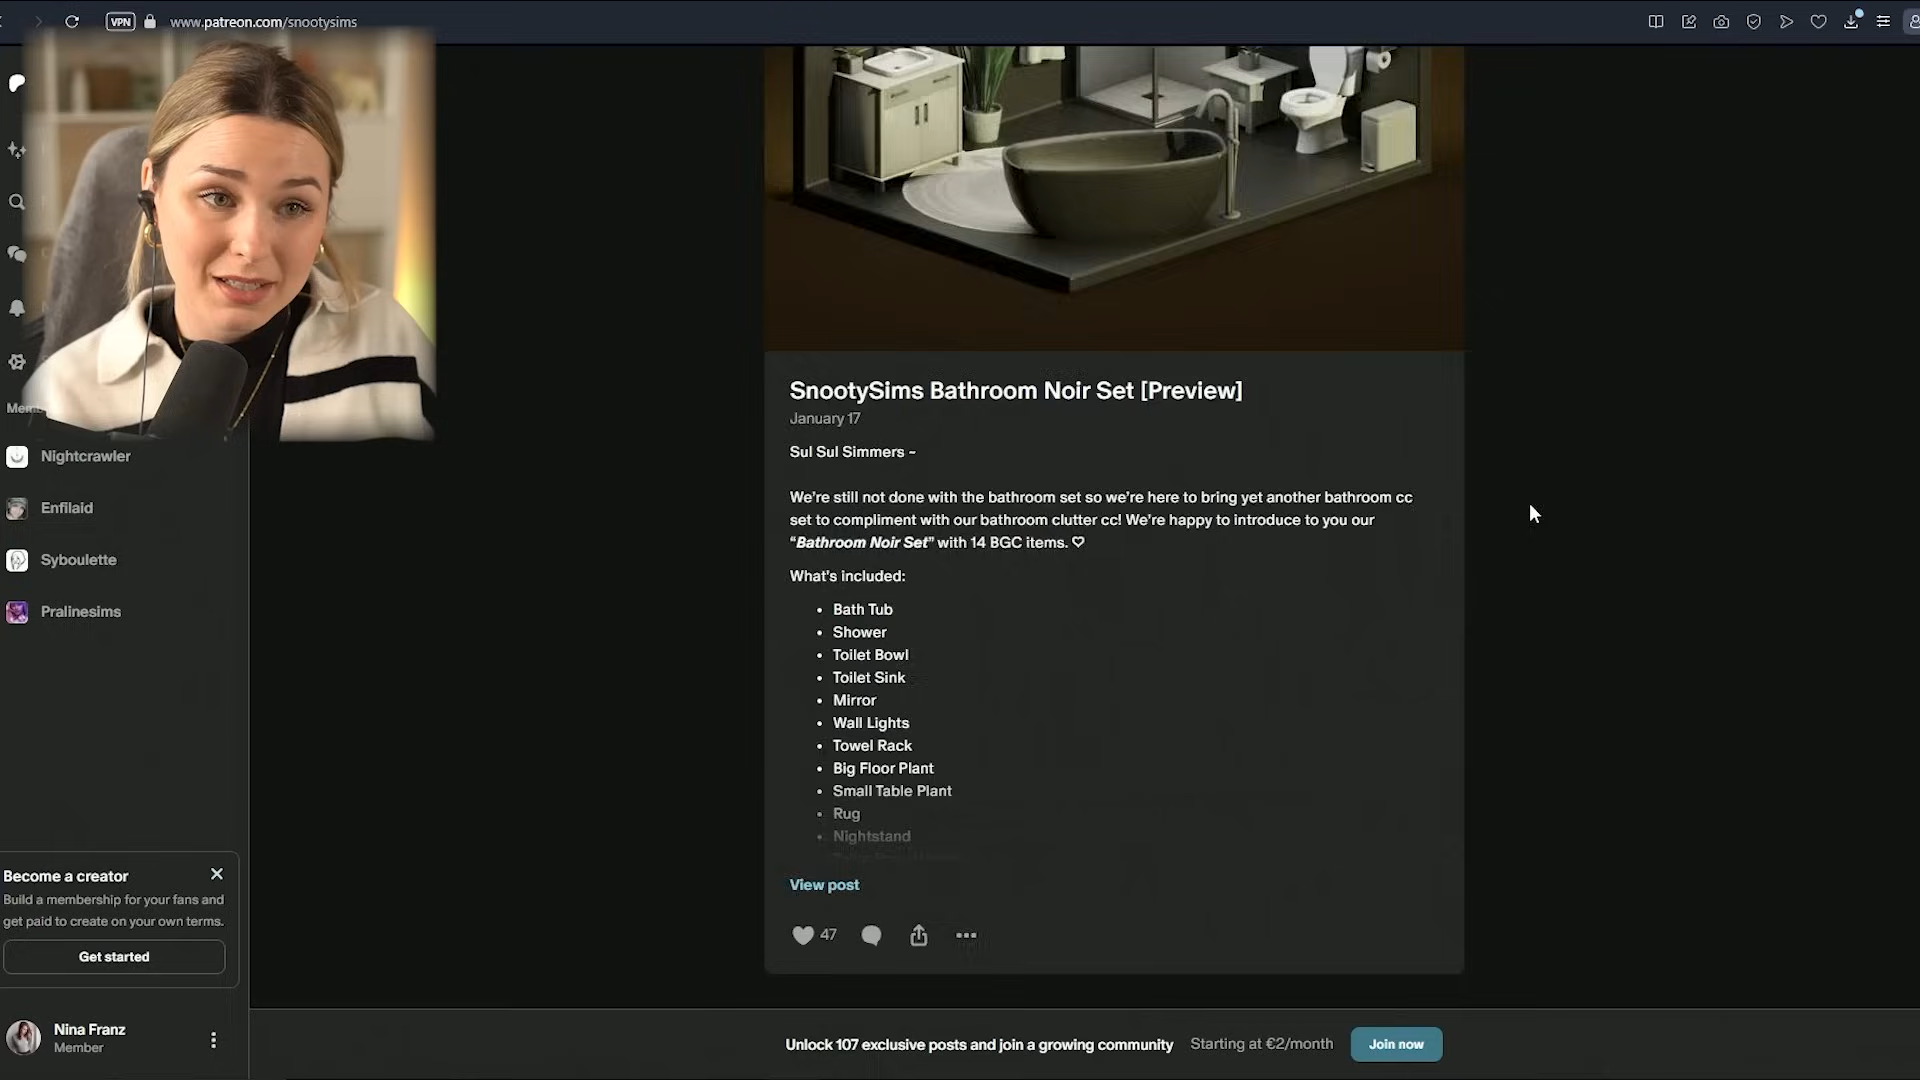 VPN
www.patreon.com/snootysims
Nightcrawler
Enfilaid
Syboulette
Pralinesims
Become a creator
Build a membership for your fans and
get paid to create on your own terms.
Get started
Nina Franz
Member
SnootySims Bathroom Noir Set [Preview]
January 17
Sul Sul Simmers ~
We're still not done with the bathroom set so we're here to bring yet another bathroom cc
set to compliment with our bathroom clutter cc! We're happy to introduce to you our
“Bathroom Noir Set” with 14 BGC items. ♡
What's included:
• Bath Tub
• Shower
• Toilet Bowl
• Toilet Sink
• Mirror
• Wall Lights
• Towel Rack
• Big Floor Plant
• Small Table Plant
• Rug
• Nightstand
View post
47
Unlock 107 exclusive posts and join a growing community
Starting at €2/month
Join now